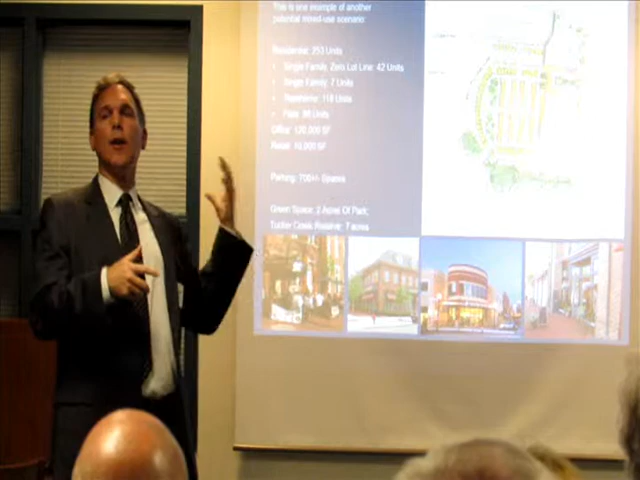 This is one example of another
potential mixed-use scenario:
Residential: 253 Units
• Single Family, Zero Lot Line: 42 Units
• Single Family: 7 Units
• Townhome: 118 Units
• Flats: 86 Units
Office: 120,000 SF
Retail: 10,000 SF
Parking: 700+/- Spaces
Green Space: 2 Acres Of Park;
Tucker Creek Reserve: 7 acres